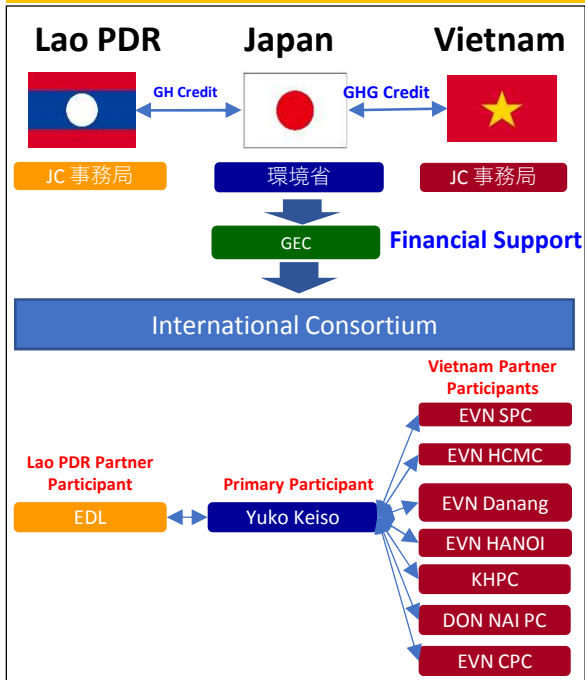 Lao PDR
Japan
Vietnam
GH Credit
GHG Credit
JC 事務局
環境省
JC 事務局
GEC
Financial Support
International Consortium
Vietnam Partner
Participants
EVN SPC
EVN HCMC
Lao PDR Partner
Participant
Primary Participant
EDL
Yuko Keiso
EVN Danang
EVN HANOI
KHPC
DON NAI PC
EVN CPC